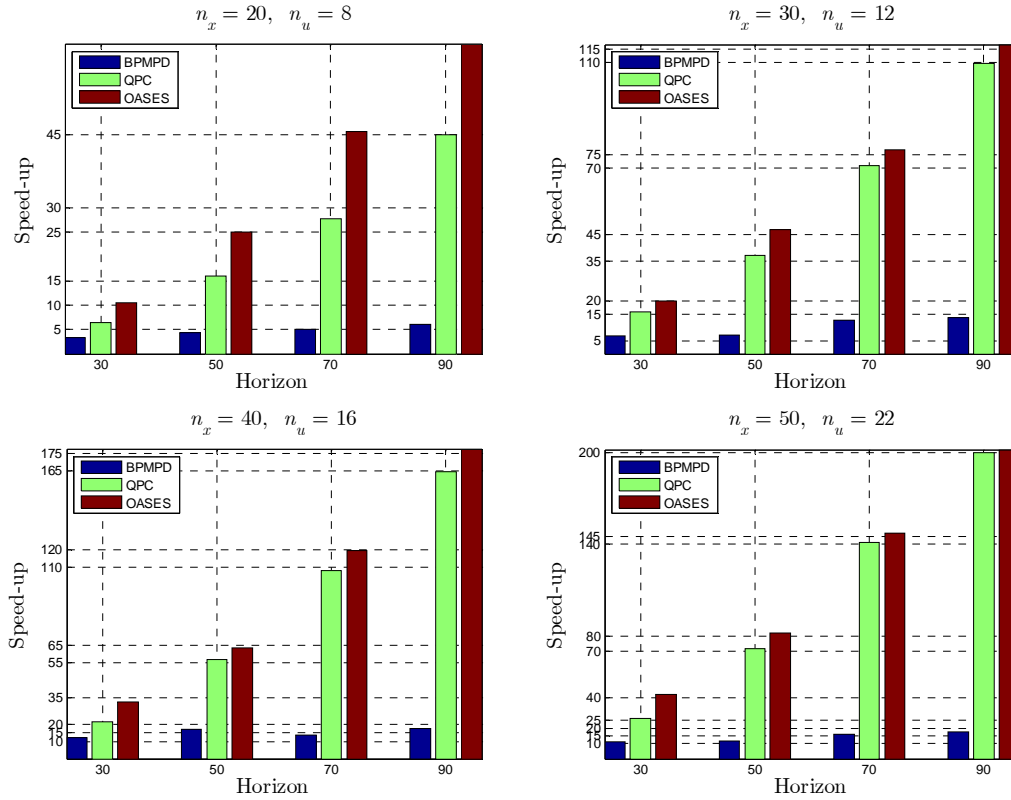 n_x = 20, n_u = 8
BPMPD
QPC
OASES
Speed-up
45
30
25
15
10
5
30 50 70 90
Horizon
n_x = 30, n_u = 12
BPMPD
QPC
OASES
Speed-up
115
110
75
70
45
35
20
15
5
30 50 70 90
Horizon
n_x = 40, n_u = 16
BPMPD
QPC
OASES
Speed-up
175
165
120
110
65
55
35
20
15
10
30 50 70 90
Horizon
n_x = 50, n_u = 22
BPMPD
QPC
OASES
Speed-up
200
145
140
80
70
40
25
20
15
10
30 50 70 90
Horizon